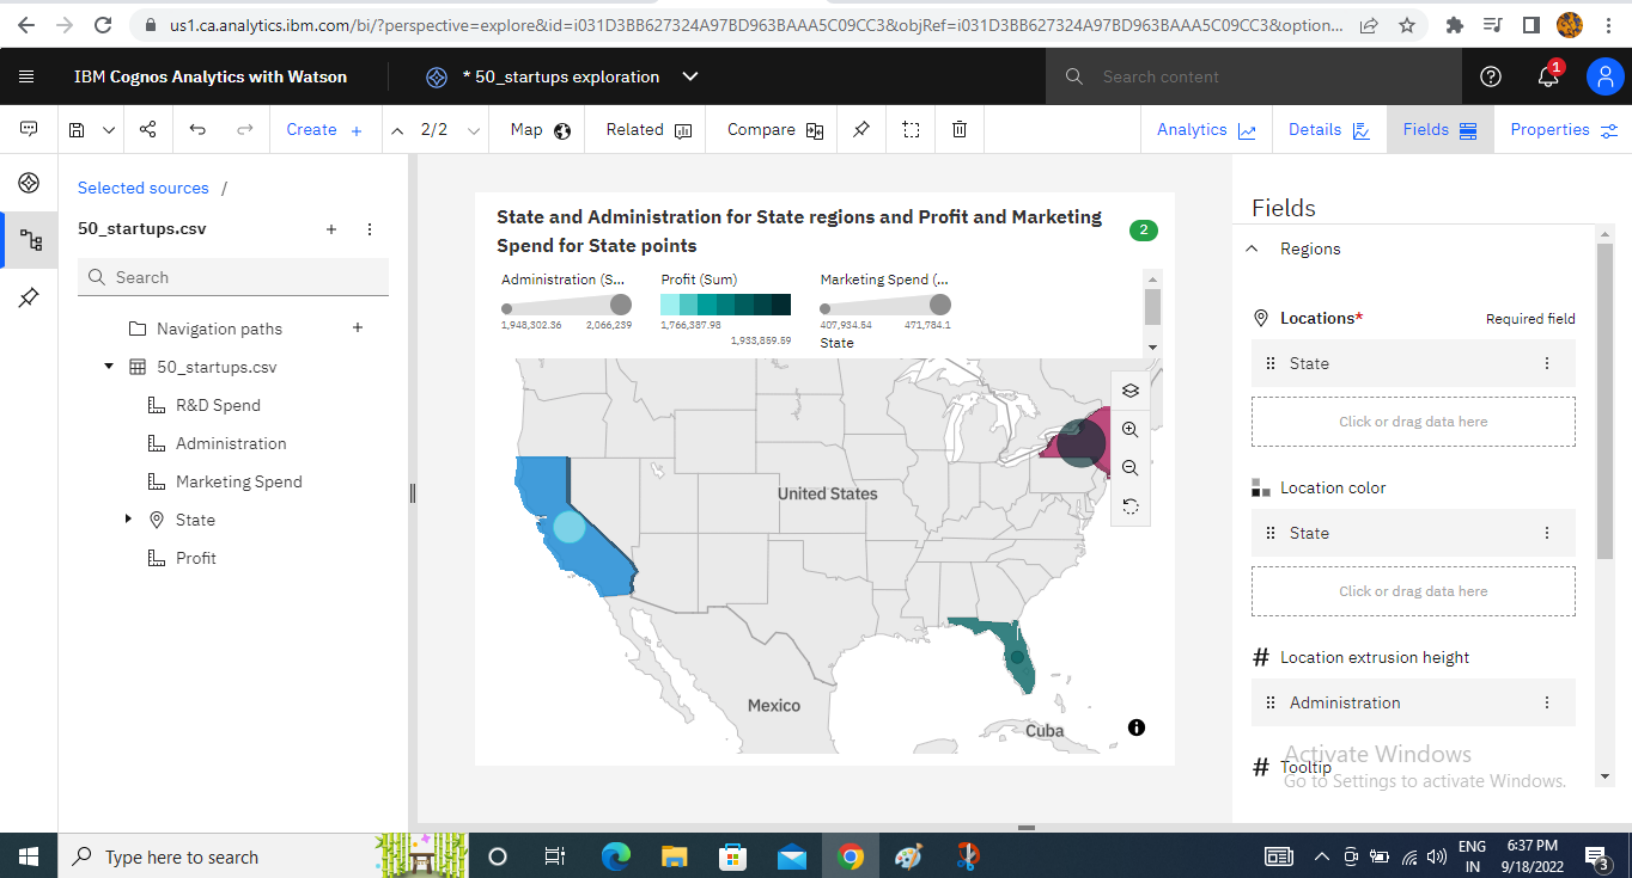 us1.ca.analytics.ibm.com/bi/?perspective=explore&id=i031D3BB627324A97BD963BAAA5C09CC3&objRef=i031D3BB627324A97BD963BAAA5C09CC3&option...
IBM Cognos Analytics with Watson
* 50_startups exploration
Search content
1
Create +
2/2
Map
Related
Compare
Analytics
Details
Fields
Properties
Selected sources /
50_startups.csv
Search
Navigation paths
50_startups.csv
R&D Spend
Administration
Marketing Spend
State
Profit
State and Administration for State regions and Profit and Marketing
Spend for State points
2
Administration (S...
Profit (Sum)
Marketing Spend (...
1,948,302.36
2,066,239
1,766,387.98
1,933,859.59
407,934.54
471,784.1
State
United States
Mexico
Cuba
Fields
Regions
Locations*
Required field
State
Click or drag data here
Location color
State
Click or drag data here
# Location extrusion height
Administration
# Tooltip
Activate Windows
Go to Settings to activate Windows.
Type here to search
ENG
IN
6:37 PM
9/18/2022
3